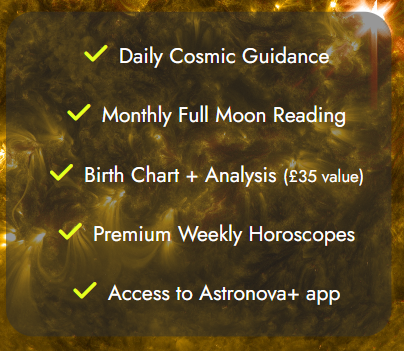 Daily Cosmic Guidance
Monthly Full Moon Reading
Birth Chart + Analysis (£35 value)
Premium Weekly Horoscopes
Access to Astronova+ app